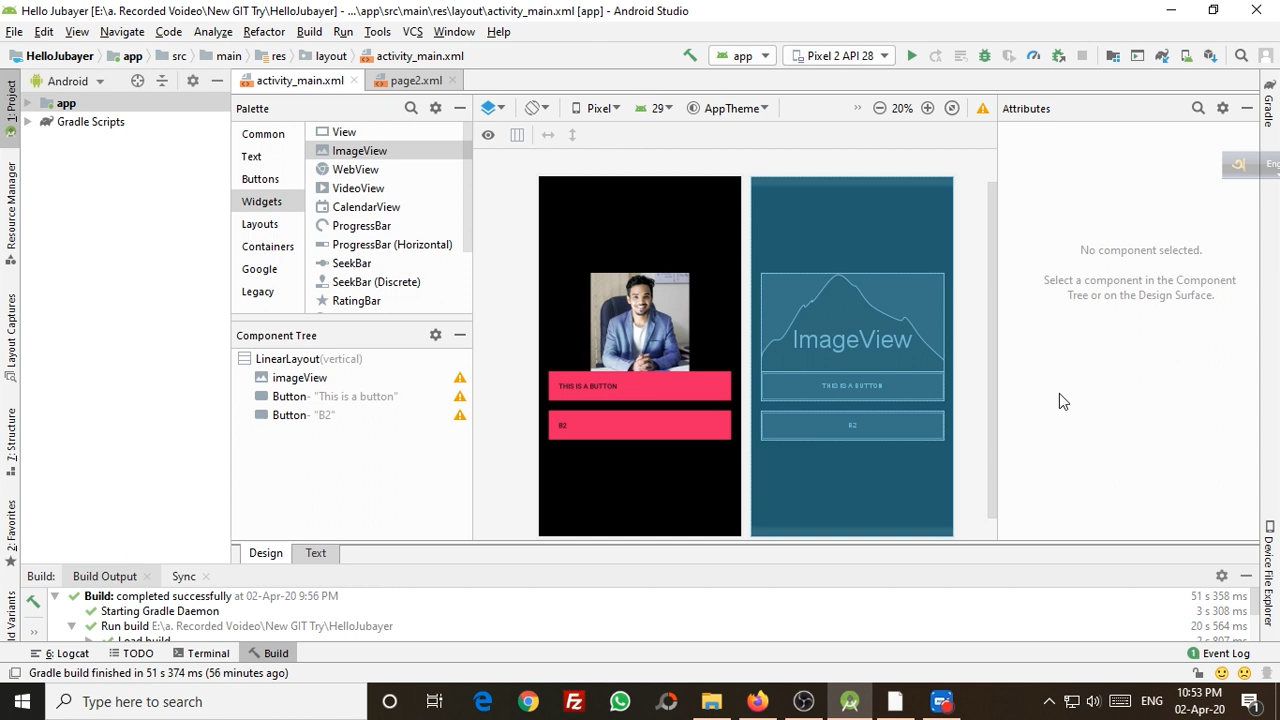 Hello Jubayer [E:\a. Recorded Voideo\New GIT Try\HelloJubayer] - ...\app\src\main\res\layout\activity_main.xml [app] - Android Studio
File Edit View Navigate Code Analyze Refactor Build Run Tools VCS Window Help
HelloJubayer app src main res layout activity_main.xml app Pixel 2 API 28
Android activity_main.xml page2.xml
Palette Pixel 29 AppTheme 20% Attributes
Common
Text
Buttons
Widgets
Layouts
Containers
Google
Legacy
View
ImageView
WebView
VideoView
CalendarView
ProgressBar
ProgressBar (Horizontal)
SeekBar
SeekBar (Discrete)
RatingBar
app
Gradle Scripts
1: Project
Resource Manager
Layout Captures
7: Structure
2: Favorites
Build Variants
Component Tree
LinearLayout(vertical)
imageView
Button- "This is a button"
Button- "B2"
THIS IS A BUTTON
B2
ImageView
THIS IS A BUTTON
B2
No component selected.
Select a component in the Component
Tree or on the Design Surface.
Eng
Gradle
Device File Explorer
Design Text
Build: Build Output Sync
Build: completed successfully at 02-Apr-20 9:56 PM 51 s 358 ms
Starting Gradle Daemon 3 s 308 ms
Run build E:\a. Recorded Voideo\New GIT Try\HelloJubayer 20 s 564 ms
Load build 2 s 807 ms
6: Logcat TODO Terminal Build 1 Event Log
Gradle build finished in 51 s 374 ms (56 minutes ago)
Type here to search ENG 10:53 PM
02-Apr-20 1